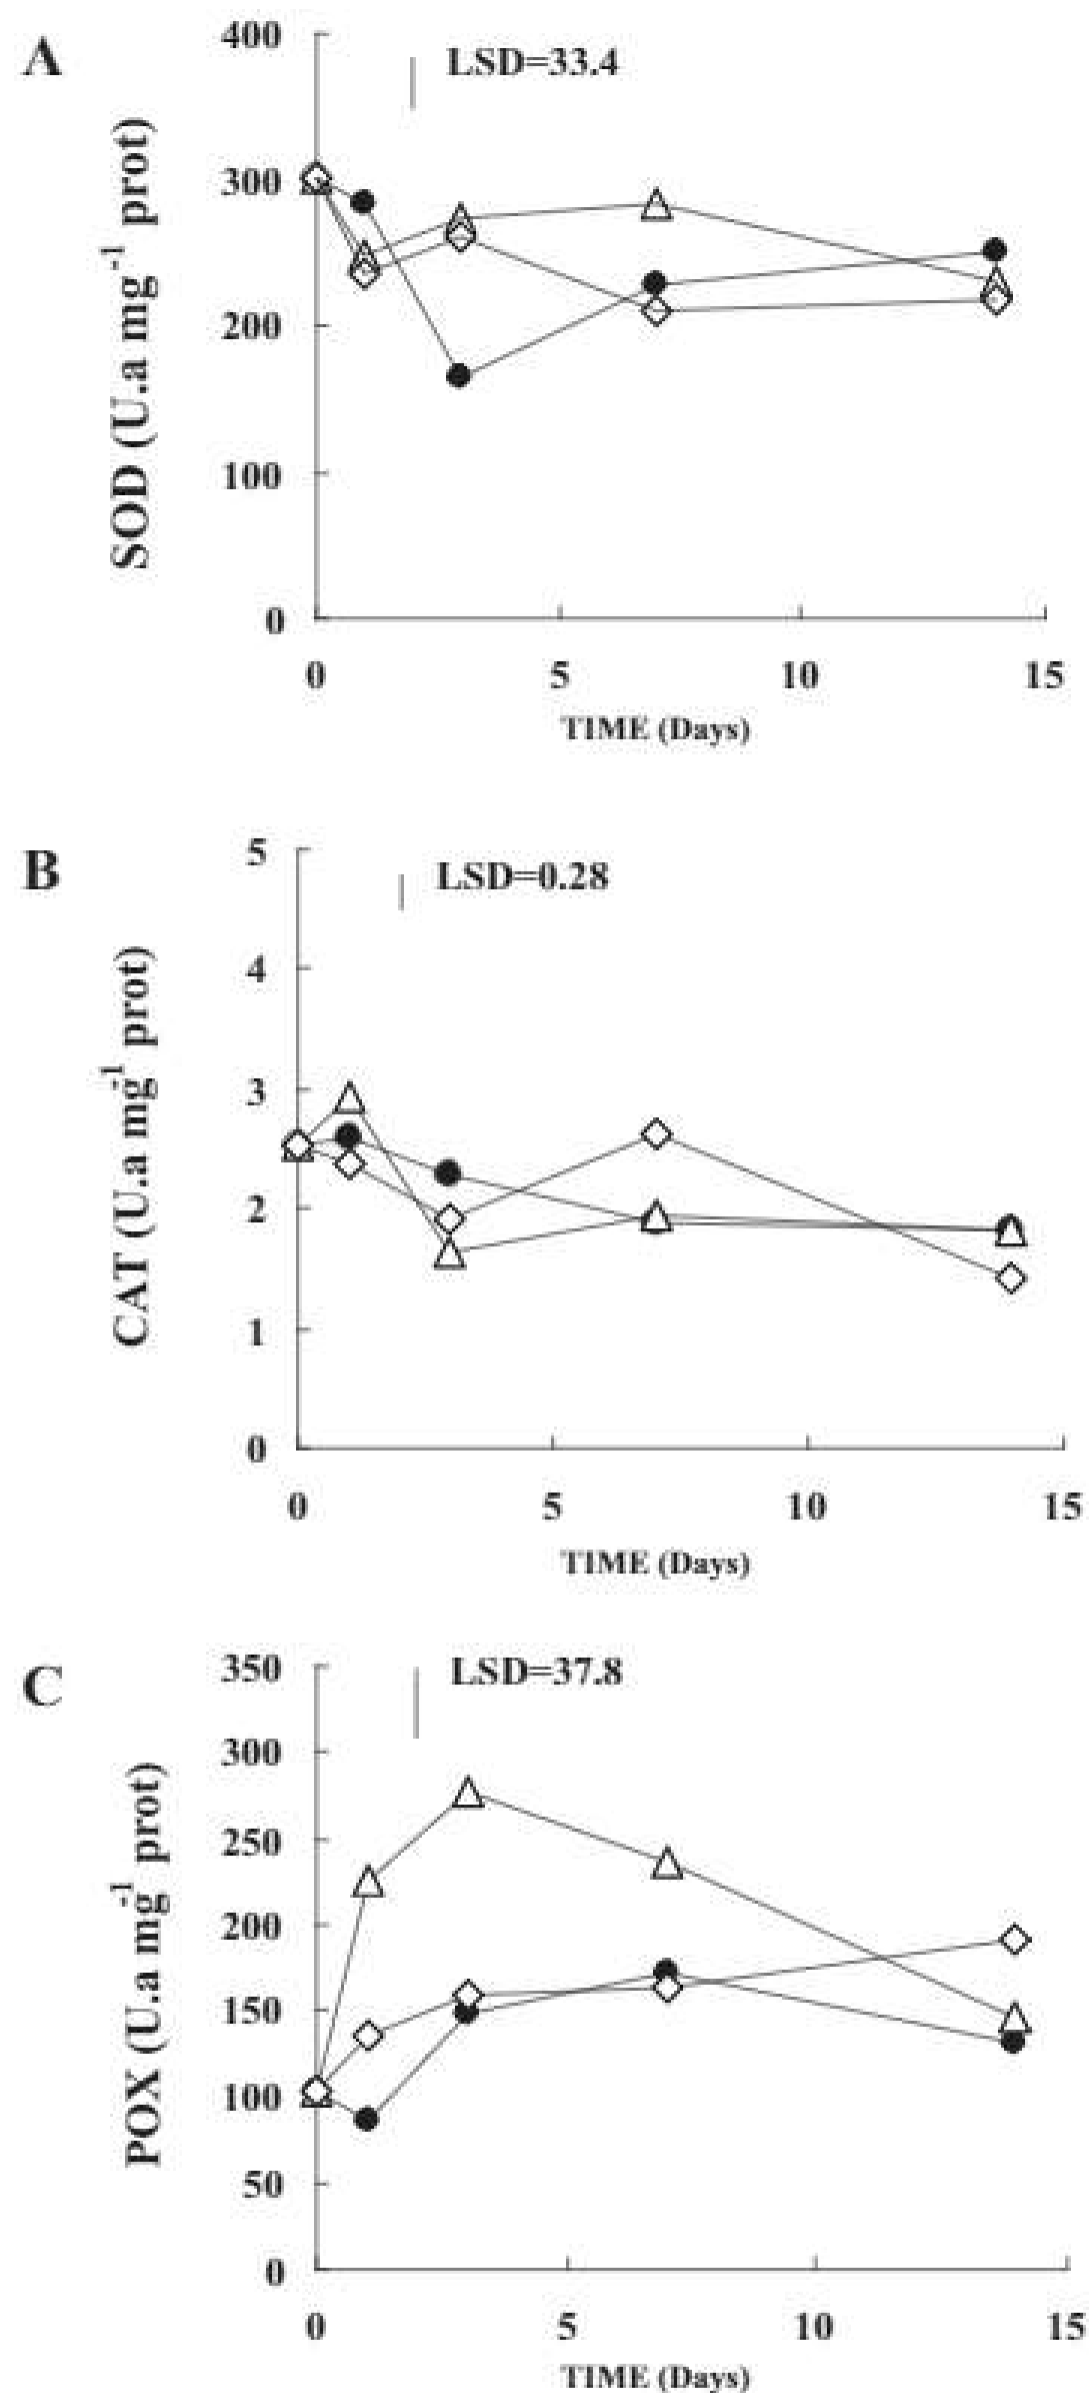 A
400
LSD=33.4
300
200
100
0
SOD (U.a mg-1 prot)
0 5 10 15
TIME (Days)
B
5
LSD=0.28
4
3
2
1
0
CAT (U.a mg-1 prot)
0 5 10 15
TIME (Days)
C
350
LSD=37.8
300
250
200
150
100
50
0
POX (U.a mg-1 prot)
0 5 10 15
TIME (Days)